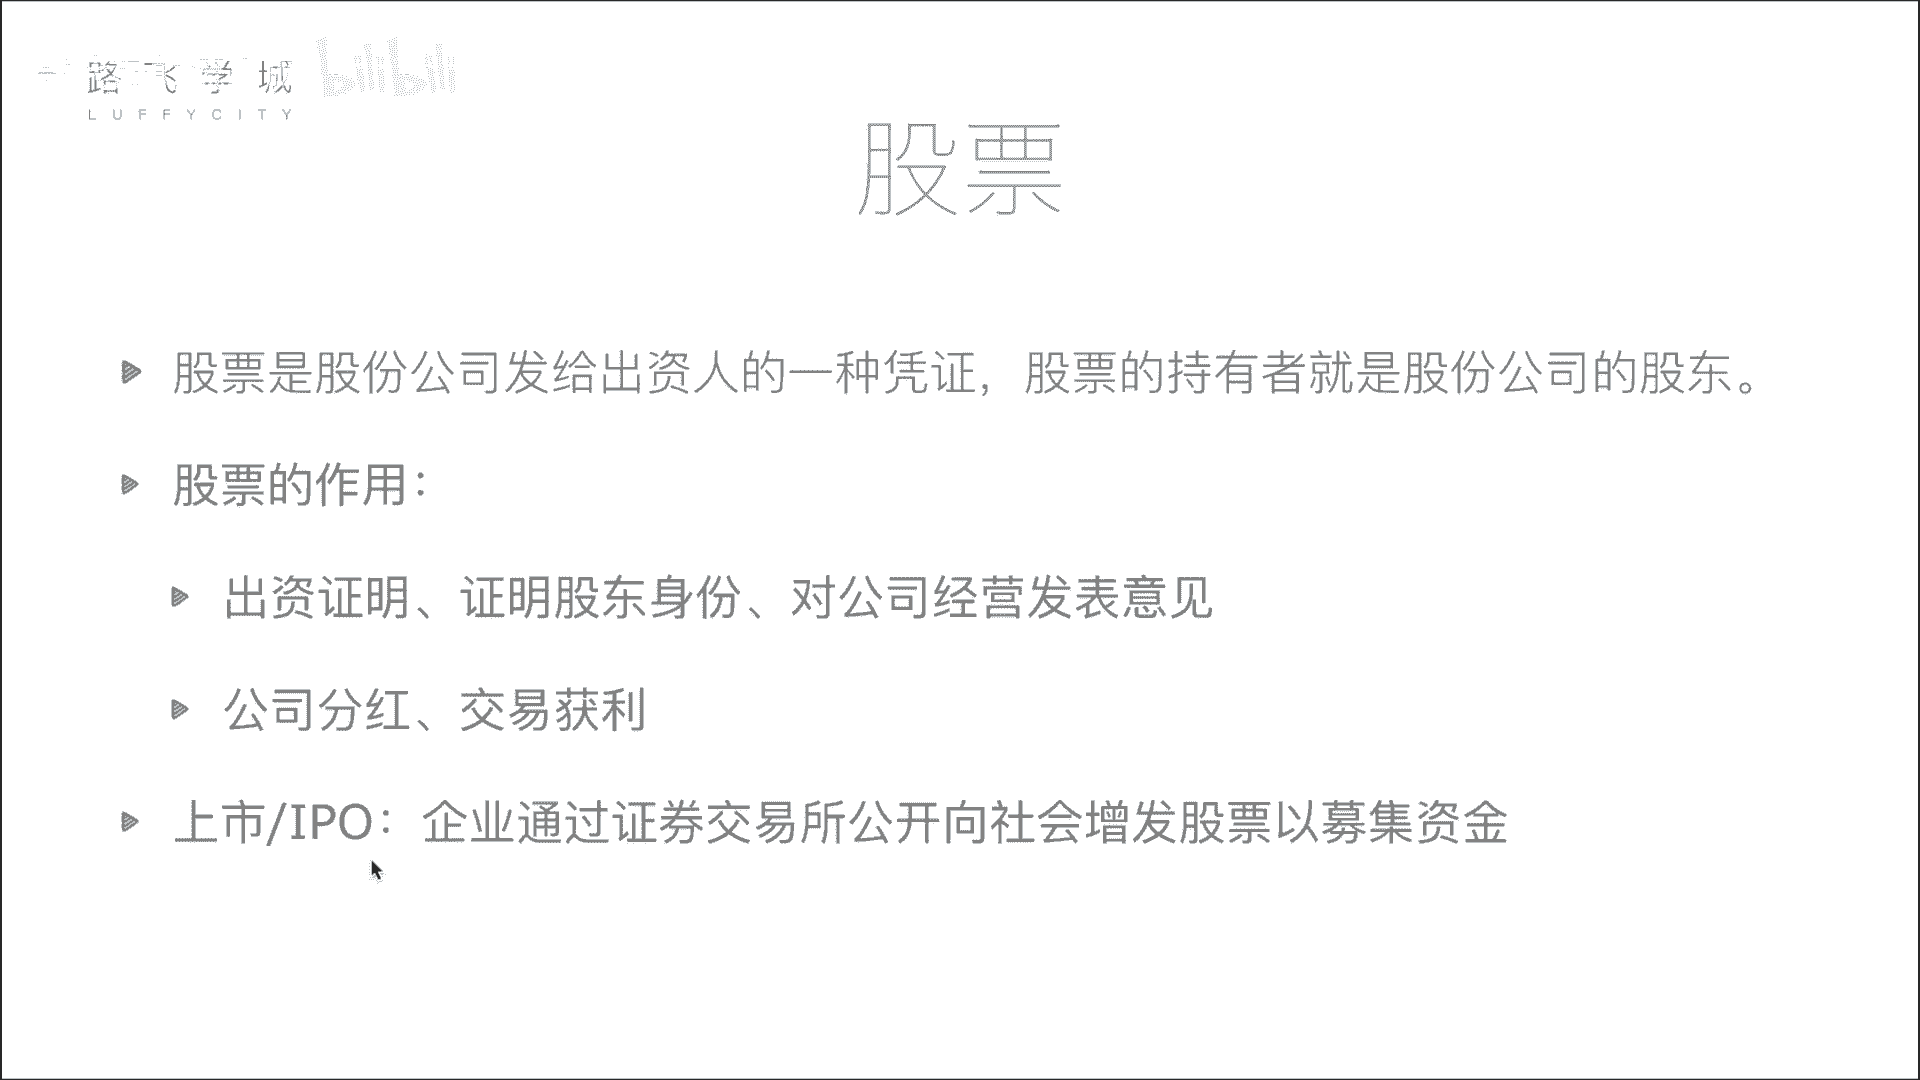 路飞学城 bilibili
LUFFYCITY
股票
股票是股份公司发给出资人的一种凭证，股票的持有者就是股份公司的股东。
股票的作用：
出资证明、证明股东身份、对公司经营发表意见
公司分红、交易获利
上市/IPO：企业通过证券交易所公开向社会增发股票以募集资金